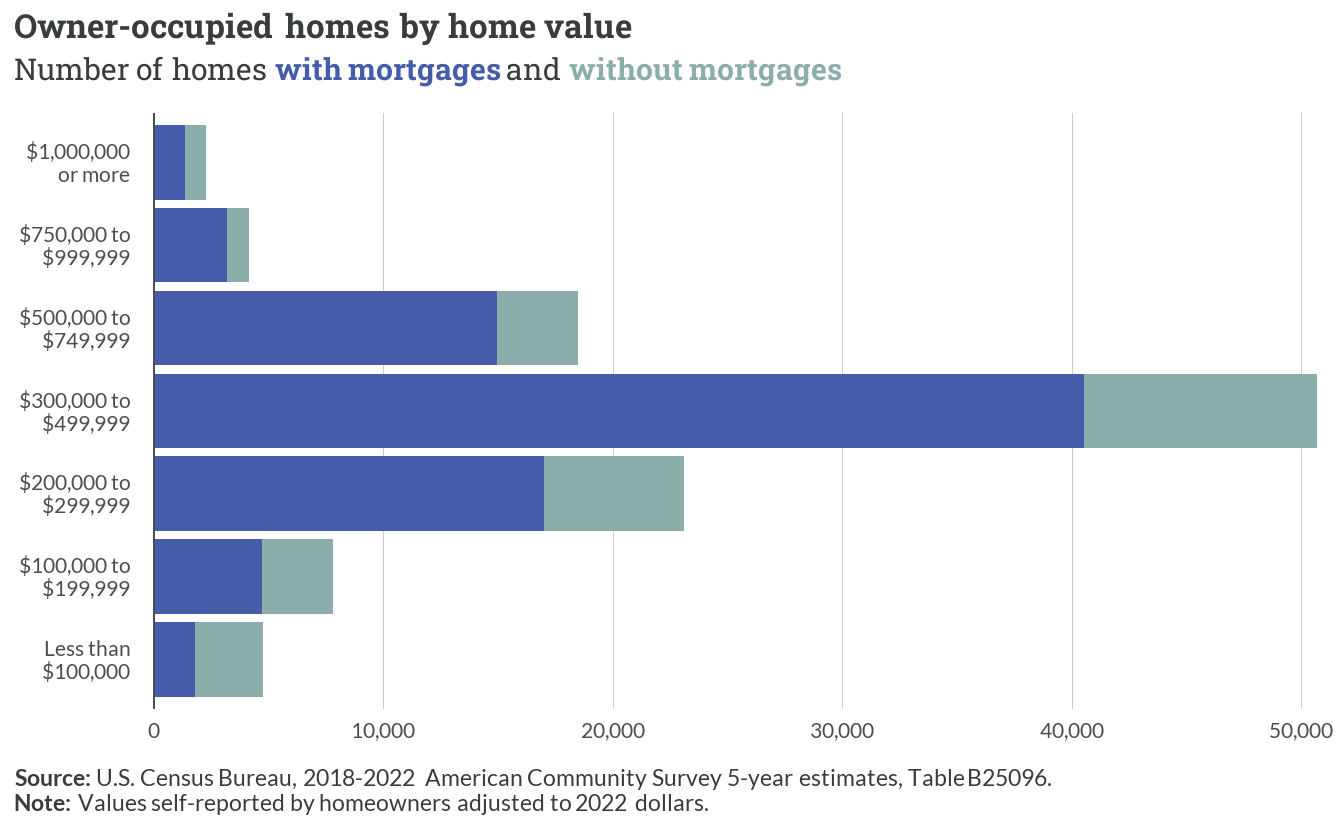 Owner-occupied homes by home value
Number of homes with mortgages and without mortgages
$1,000,000
or more
$750,000 to
$999,999
$500,000 to
$749,999
$300,000 to
$499,999
$200,000 to
$299,999
$100,000 to
$199,999
Less than
$100,000
0 10,000 20,000 30,000 40,000 50,000
Source: U.S. Census Bureau, 2018-2022 American Community Survey 5-year estimates, Table B25096.
Note: Values self-reported by homeowners adjusted to 2022 dollars.